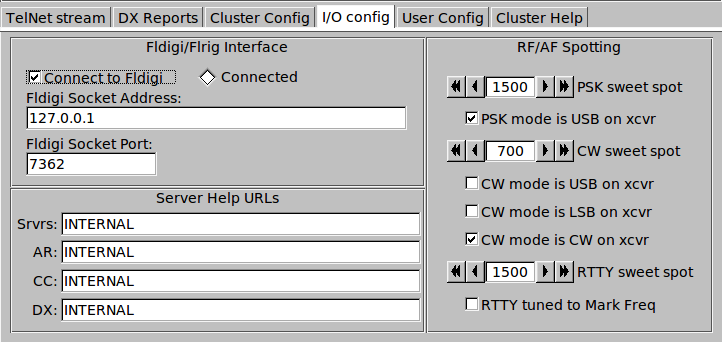 TelNet stream DX Reports Cluster Config I/O config User Config Cluster Help
Fldigi/Flrig Interface
Connect to Fldigi Connected
Fldigi Socket Address:
127.0.0.1
Fldigi Socket Port:
7362
Server Help URLs
Srvrs: INTERNAL
AR: INTERNAL
CC: INTERNAL
DX: INTERNAL
RF/AF Spotting
1500 PSK sweet spot
PSK mode is USB on xcvr
700 CW sweet spot
CW mode is USB on xcvr
CW mode is LSB on xcvr
CW mode is CW on xcvr
1500 RTTY sweet spot
RTTY tuned to Mark Freq